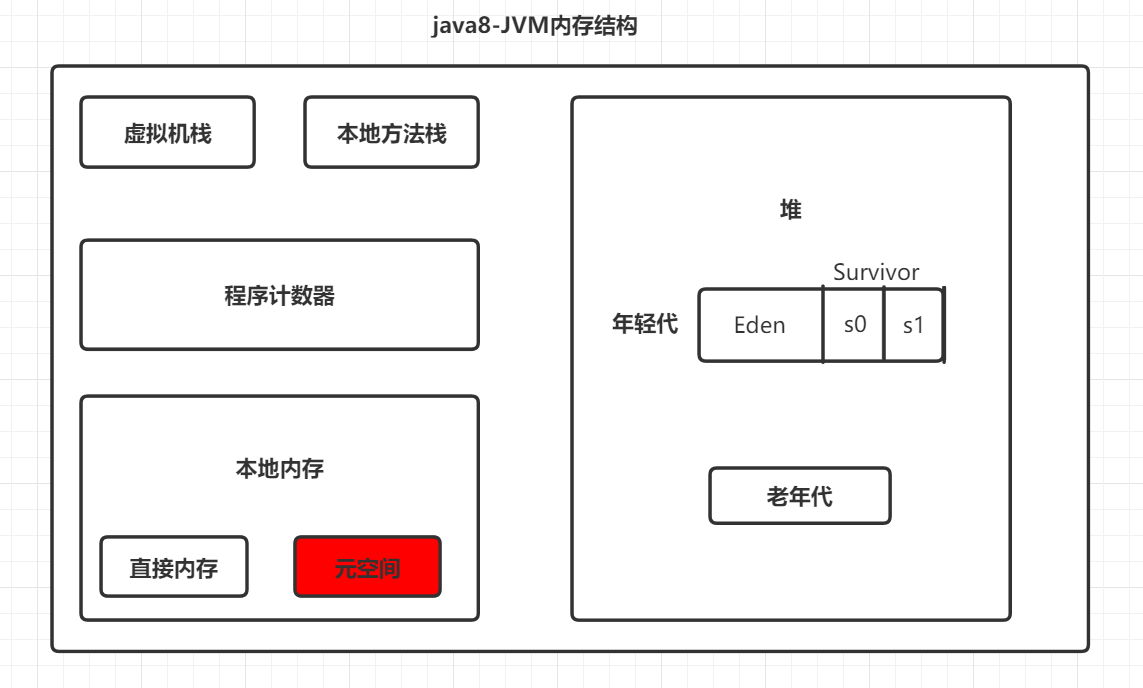 java8-JVM内存结构
虚拟机栈
本地方法栈
程序计数器
本地内存
直接内存
元空间
堆
Survivor
年轻代
Eden
s0
s1
老年代